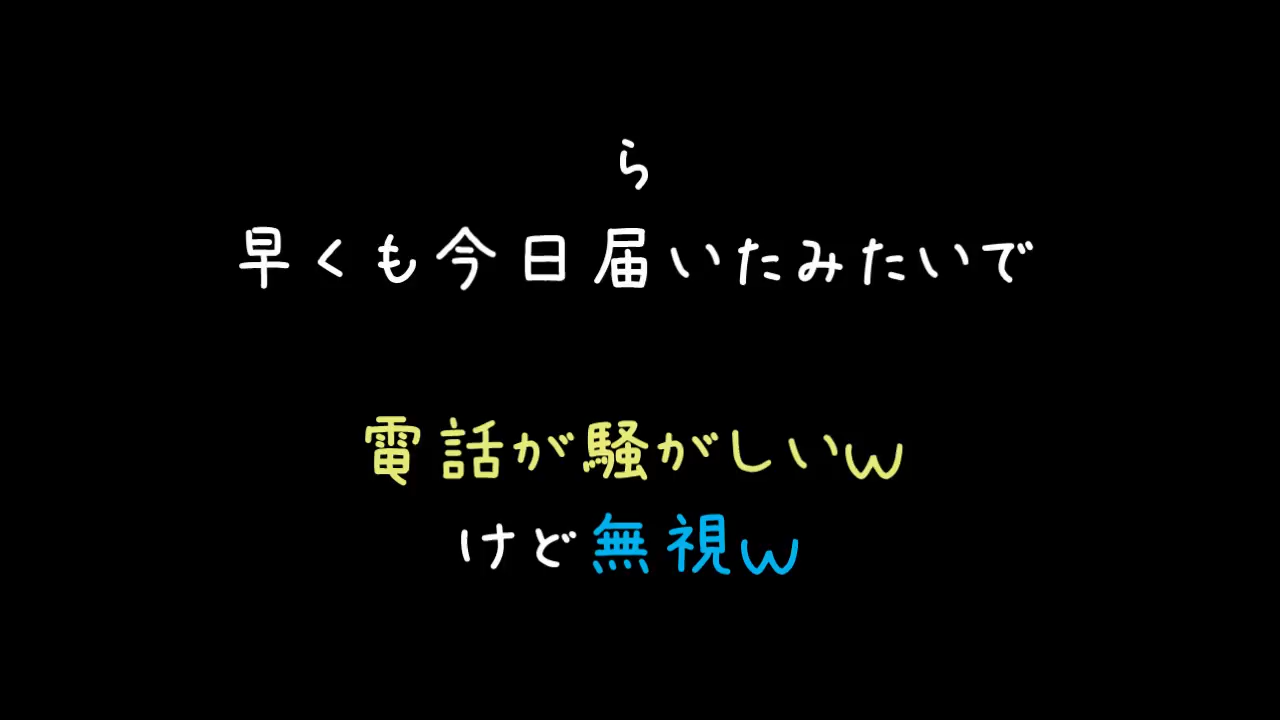 ら
早くも今日届いたみたいで
電話が騒がしいw
けど無視w